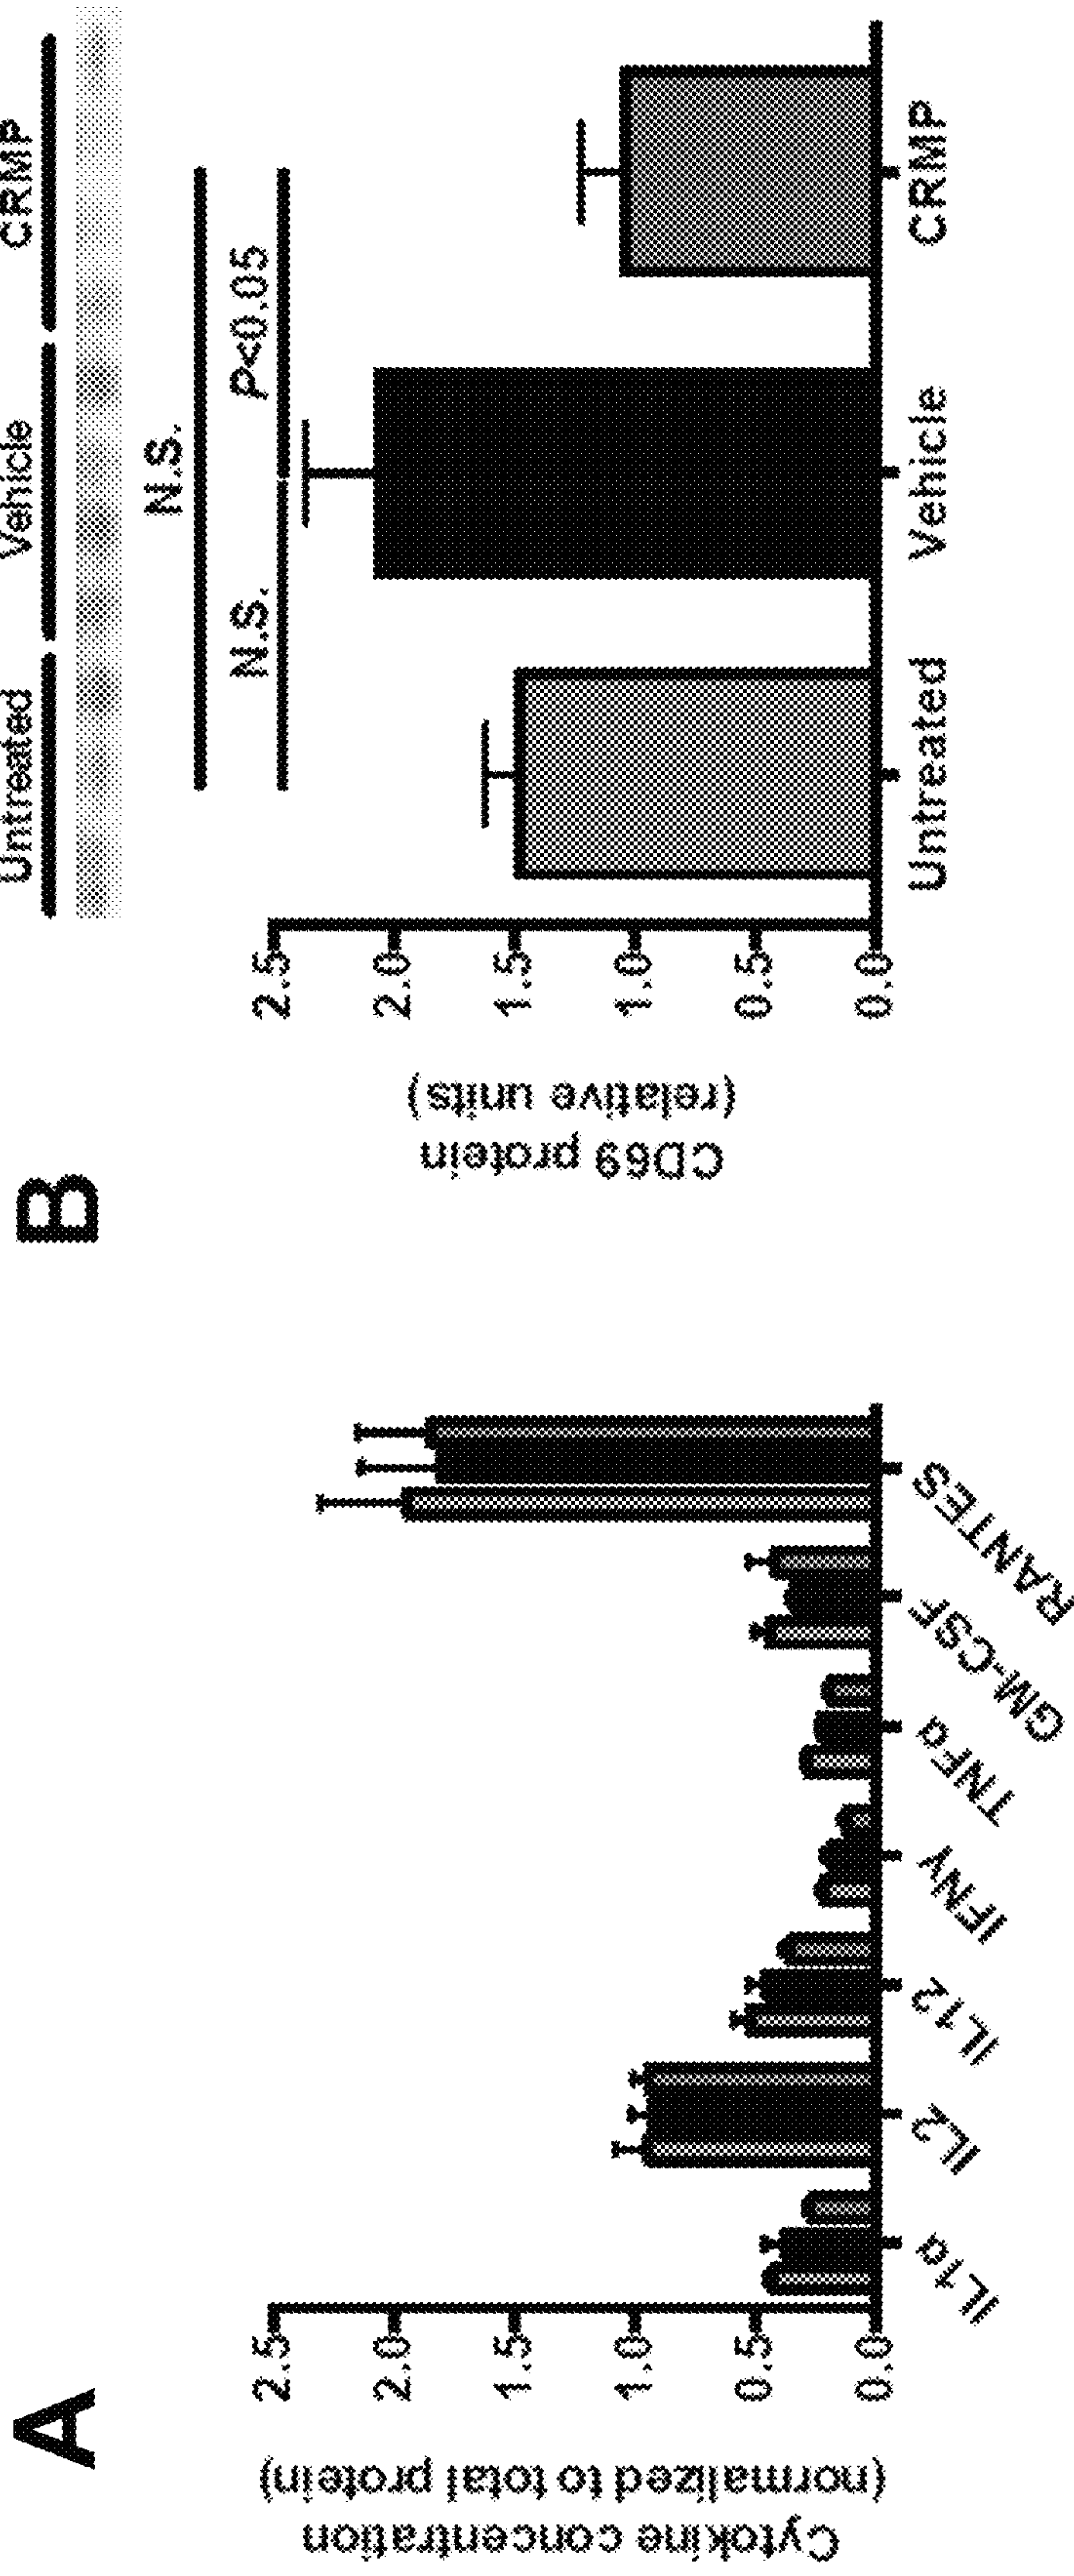 A
Cytokine concentration
(normalized to total protein)
2.5
2.0
1.5
1.0
0.5
0.0
IL1α
IL2
IL12
IFNγ
TNFα
GM-CSF
RANTES
B
Untreated Vehicle CRMP
N.S.
N.S. P<0.05
CD69 protein
(relative units)
2.5
2.0
1.5
1.0
0.5
0.0
Untreated Vehicle CRMP